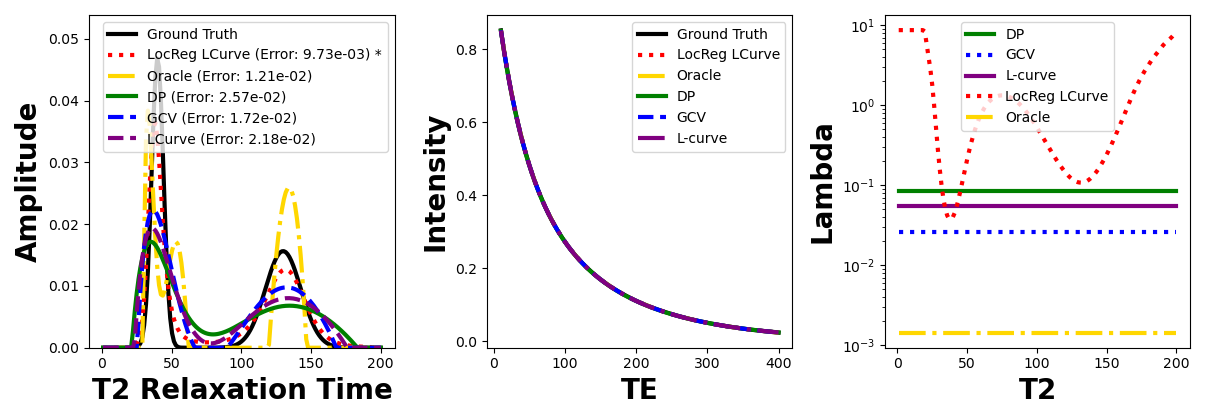 Amplitude
0.05
0.04
0.03
0.02
0.01
0.00
Ground Truth
LocReg LCurve (Error: 9.73e-03) *
Oracle (Error: 1.21e-02)
DP (Error: 2.57e-02)
GCV (Error: 1.72e-02)
LCurve (Error: 2.18e-02)
0 50 100 150 200
T2 Relaxation Time
Intensity
0.8
0.6
0.4
0.2
0.0
Ground Truth
LocReg LCurve
Oracle
DP
GCV
L-curve
0 100 200 300 400
TE
Lambda
10¹
10⁰
10⁻¹
10⁻²
10⁻³
DP
GCV
L-curve
LocReg LCurve
Oracle
0 50 100 150 200
T2